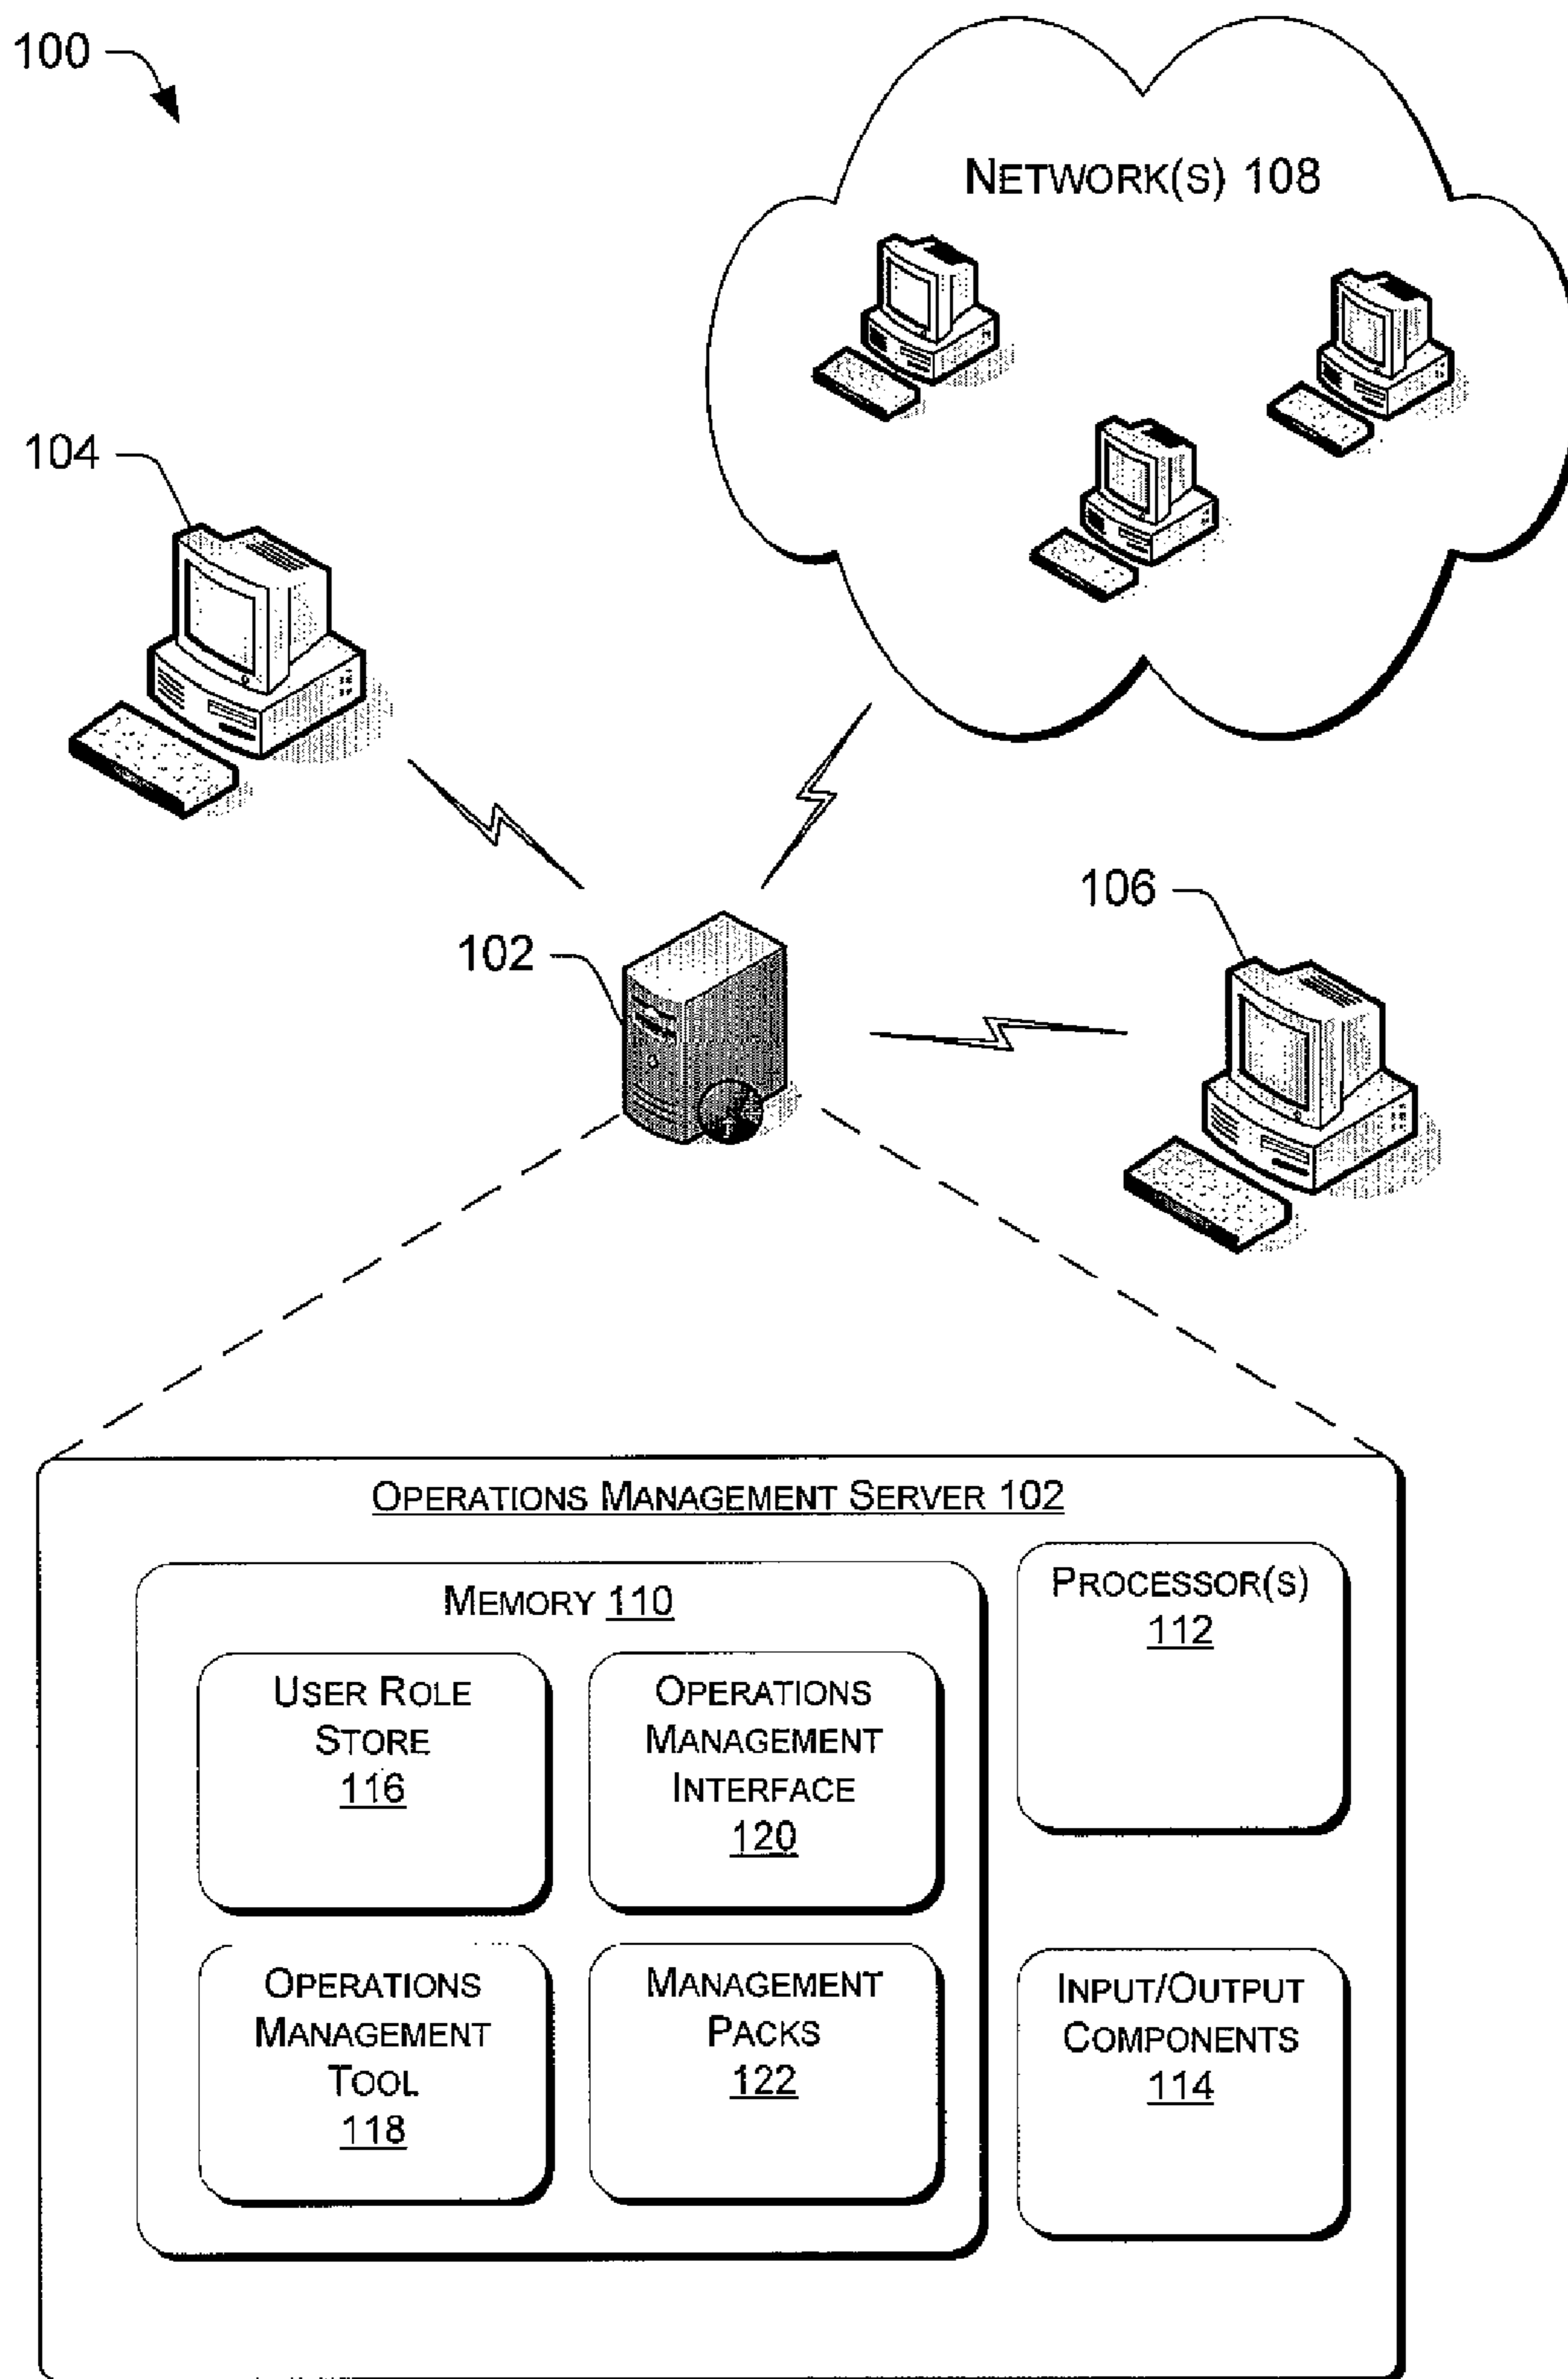 100
NETWORK(S) 108
104
106
102
OPERATIONS MANAGEMENT SERVER 102
MEMORY 110
PROCESSOR(S)
112
USER ROLE
STORE
116
OPERATIONS
MANAGEMENT
INTERFACE
120
OPERATIONS
MANAGEMENT
TOOL
118
MANAGEMENT
PACKS
122
INPUT/OUTPUT
COMPONENTS
114